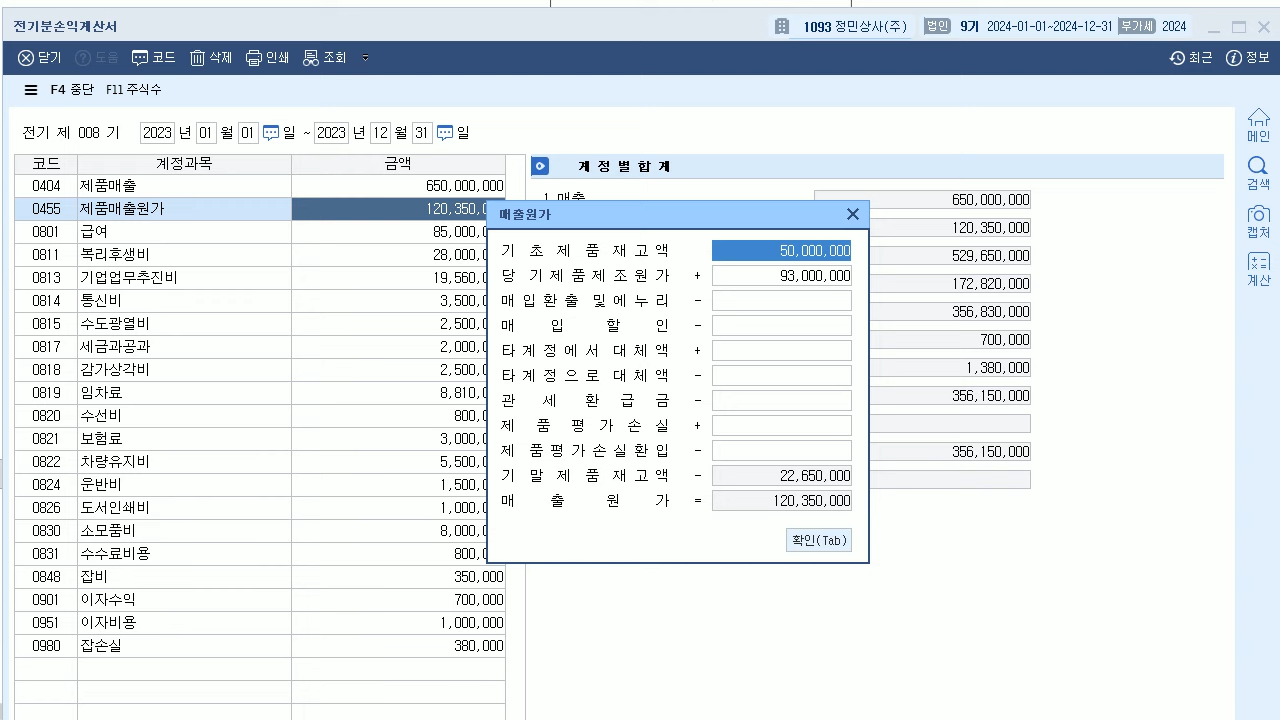 전기분손익계산서
1093 정민상사(주) 법인 9기 2024-01-01~2024-12-31 부가세 2024
닫기 도움 코드 삭제 인쇄 조회 최근 정보
F4 중단 F11 주식수
전기 제 008 기 2023 년 01 월 01 일 ~ 2023 년 12 월 31 일
코드 계정과목 금액
0404 제품매출 650,000,000
0455 제품매출원가 120,350,0
0801 급여 85,000,
0811 복리후생비 28,000,
0813 기업업무추진비 19,560,
0814 통신비 3,500,
0815 수도광열비 2,500,
0817 세금과공과 2,000,
0818 감가상각비 2,500,
0819 임차료 8,810,
0820 수선비 800,
0821 보험료 3,000,
0822 차량유지비 5,500,
0824 운반비 1,500,
0826 도서인쇄비 1,000,
0830 소모품비 8,000,
0831 수수료비용 800,
0848 잡비 350,000
0901 이자수익 700,000
0951 이자비용 1,000,000
0980 잡손실 380,000
계정별합계
1.매출 650,000,000
120,350,000
529,650,000
172,820,000
356,830,000
700,000
1,380,000
356,150,000
356,150,000
매출원가
기초제품재고액 50,000,000
당기제품제조원가 + 93,000,000
매입환출 및에누리 -
매입할인 -
타계정에서 대체액 +
타계정으로 대체액 -
관세환급금 -
제품평가손실 +
제품평가손실환입 -
기말제품재고액 - 22,650,000
매출원가 = 120,350,000
확인(Tab)
메인
검색
캡처
계산